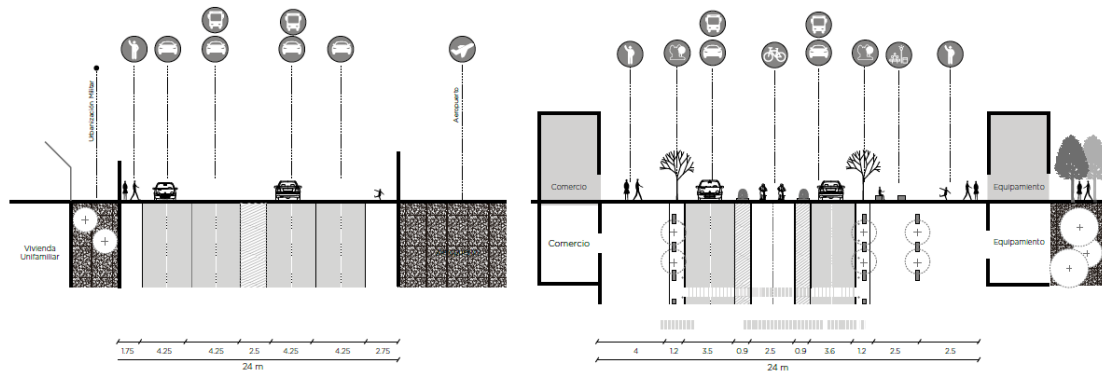 Urbanización Militar
Aeropuerto
Vivienda
Unifamiliar
1.75 4.25 4.25 2.5 4.25 4.25 2.75
24 m
Comercio
Equipamiento
Comercio
Equipamiento
4 1.2 3.5 0.9 2.5 0.9 3.6 1.2 2.5 2.5
24 m